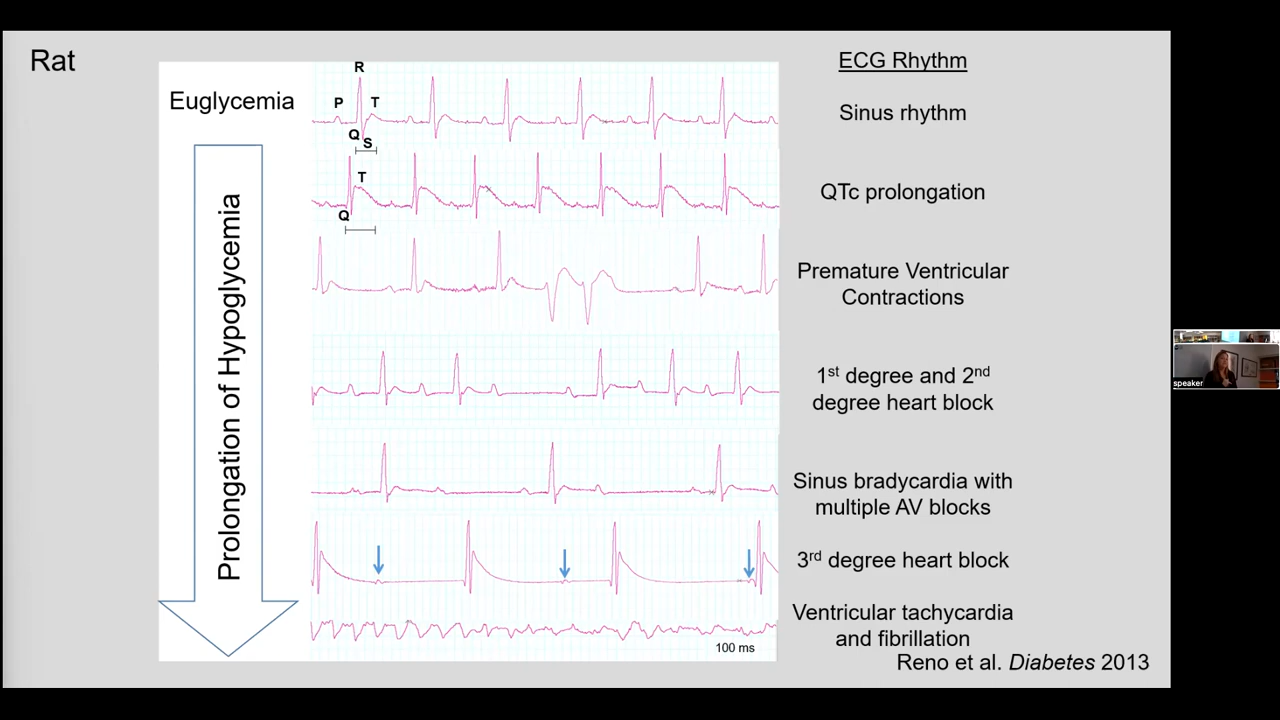 Rat
Euglycemia
Prolongation of Hypoglycemia
R
P
T
Q
S
T
Q
100 ms
ECG Rhythm
Sinus rhythm
QTc prolongation
Premature Ventricular
Contractions
1st degree and 2nd
degree heart block
Sinus bradycardia with
multiple AV blocks
3rd degree heart block
Ventricular tachycardia
and fibrillation
Reno et al. Diabetes 2013
speaker